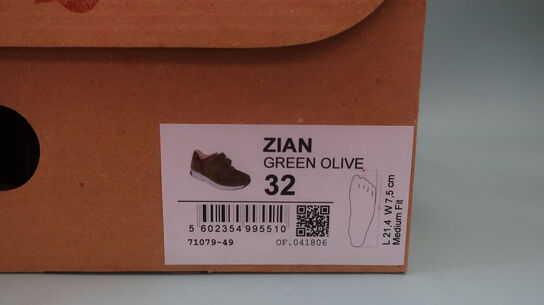 ZIAN
GREEN OLIVE
32
5 602354 995510
71079-49 OF.041806
L 21,4 W 7,5 cm
Medium Fit